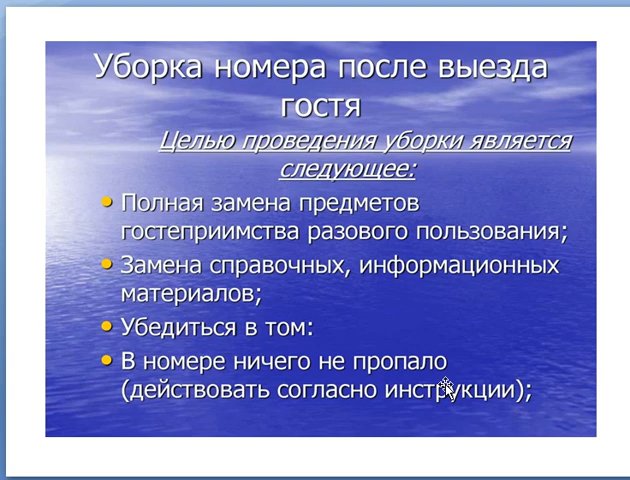 Уборка номера после выезда
гостя
Целью проведения уборки является
следующее:
Полная замена предметов
гостеприимства разового пользования;
Замена справочных, информационных
материалов;
Убедиться в том:
В номере ничего не пропало
(действовать согласно инструкции);